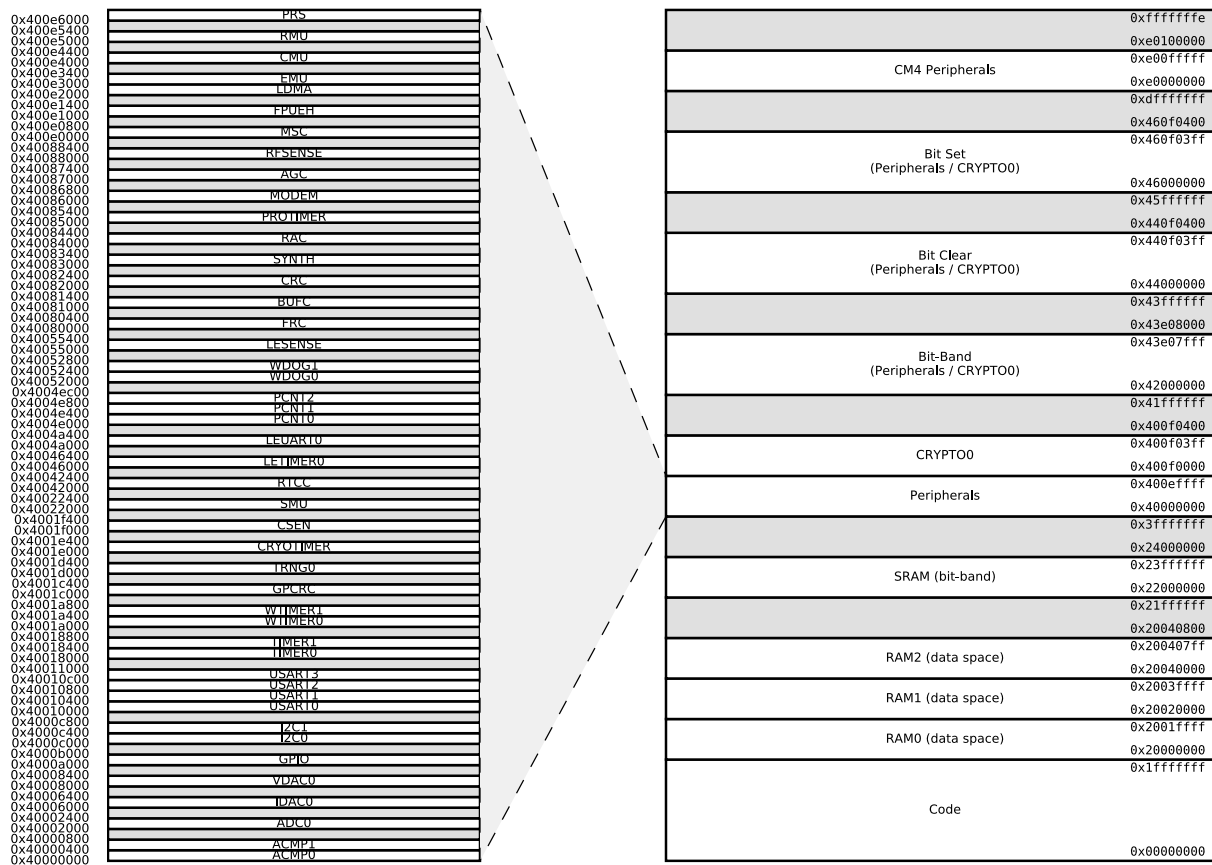 0x400e6000
PRS
0x400e5400
RMU
0x400e5000
0x400e4400
CMU
0x400e4000
0x400e3400
EMU
0x400e3000
LDMA
0x400e2000
0x400e1400
FPUEH
0x400e1000
0x400e0800
MSC
0x400e0000
0x40088400
RFSENSE
0x40088000
0x40087400
AGC
0x40087000
0x40086800
MODEM
0x40086000
0x40085400
PROTIMER
0x40085000
0x40084400
RAC
0x40084000
0x40083400
SYNTH
0x40083000
0x40082400
CRC
0x40082000
0x40081400
BUFC
0x40081000
0x40080400
FRC
0x40080000
0x40055400
LESENSE
0x40055000
0x40052800
WDOG1
0x40052400
WDOG0
0x40052000
0x4004ec00
PCNT2
0x4004e800
PCNT1
0x4004e400
PCNT0
0x4004e000
0x4004a400
LEUART0
0x4004a000
0x40046400
LETIMER0
0x40046000
0x40042400
RTCC
0x40042000
0x40022400
SMU
0x40022000
0x4001f400
CSEN
0x4001f000
0x4001e400
CRYOTIMER
0x4001e000
0x4001d400
TRNG0
0x4001d000
0x4001c400
GPCRC
0x4001c000
0x4001a800
WTIMER1
0x4001a400
WTIMER0
0x4001a000
0x40018800
TIMER1
0x40018400
TIMER0
0x40018000
0x40011000
USART3
0x40010c00
USART2
0x40010800
USART1
0x40010400
USART0
0x40010000
0x4000c800
I2C1
0x4000c400
I2C0
0x4000c000
0x4000b000
GPIO
0x4000a000
0x40008400
VDAC0
0x40008000
0x40006400
IDAC0
0x40006000
0x40002400
ADC0
0x40002000
0x40000800
ACMP1
0x40000400
ACMP0
0x40000000
0xfffffffe
0xe0100000
0xe00fffff
CM4 Peripherals
0xe0000000
0xdfffffff
0x460f0400
0x460f03ff
Bit Set
(Peripherals / CRYPTO0)
0x46000000
0x45ffffff
0x440f0400
0x440f03ff
Bit Clear
(Peripherals / CRYPTO0)
0x44000000
0x43ffffff
0x43e08000
0x43e07fff
Bit-Band
(Peripherals / CRYPTO0)
0x42000000
0x41ffffff
0x400f0400
0x400f03ff
CRYPTO0
0x400f0000
0x400effff
Peripherals
0x40000000
0x3fffffff
0x24000000
0x23ffffff
SRAM (bit-band)
0x22000000
0x21ffffff
0x20040800
0x200407ff
RAM2 (data space)
0x20040000
0x2003ffff
RAM1 (data space)
0x20020000
0x2001ffff
RAM0 (data space)
0x20000000
0x1fffffff
Code
0x00000000